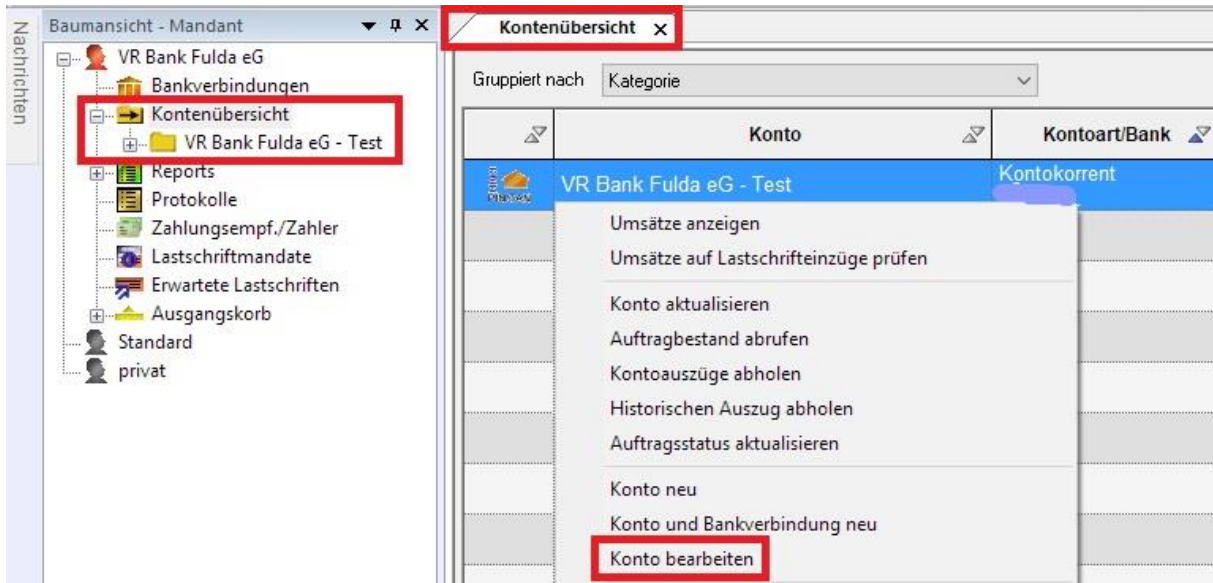 Nachrichten
Baumansicht - Mandant
VR Bank Fulda eG
Bankverbindungen
Kontenübersicht
VR Bank Fulda eG - Test
Reports
Protokolle
Zahlungsempf./Zahler
Lastschriftmandate
Erwartete Lastschriften
Ausgangskorb
Standard
privat
Kontenübersicht
Gruppiert nach Kategorie
Konto Kontoart/Bank
VR Bank Fulda eG - Test Kontokorrent
Umsätze anzeigen
Umsätze auf Lastschrifteinzüge prüfen
Konto aktualisieren
Auftragbestand abrufen
Kontoauszüge abholen
Historischen Auszug abholen
Auftragsstatus aktualisieren
Konto neu
Konto und Bankverbindung neu
Konto bearbeiten